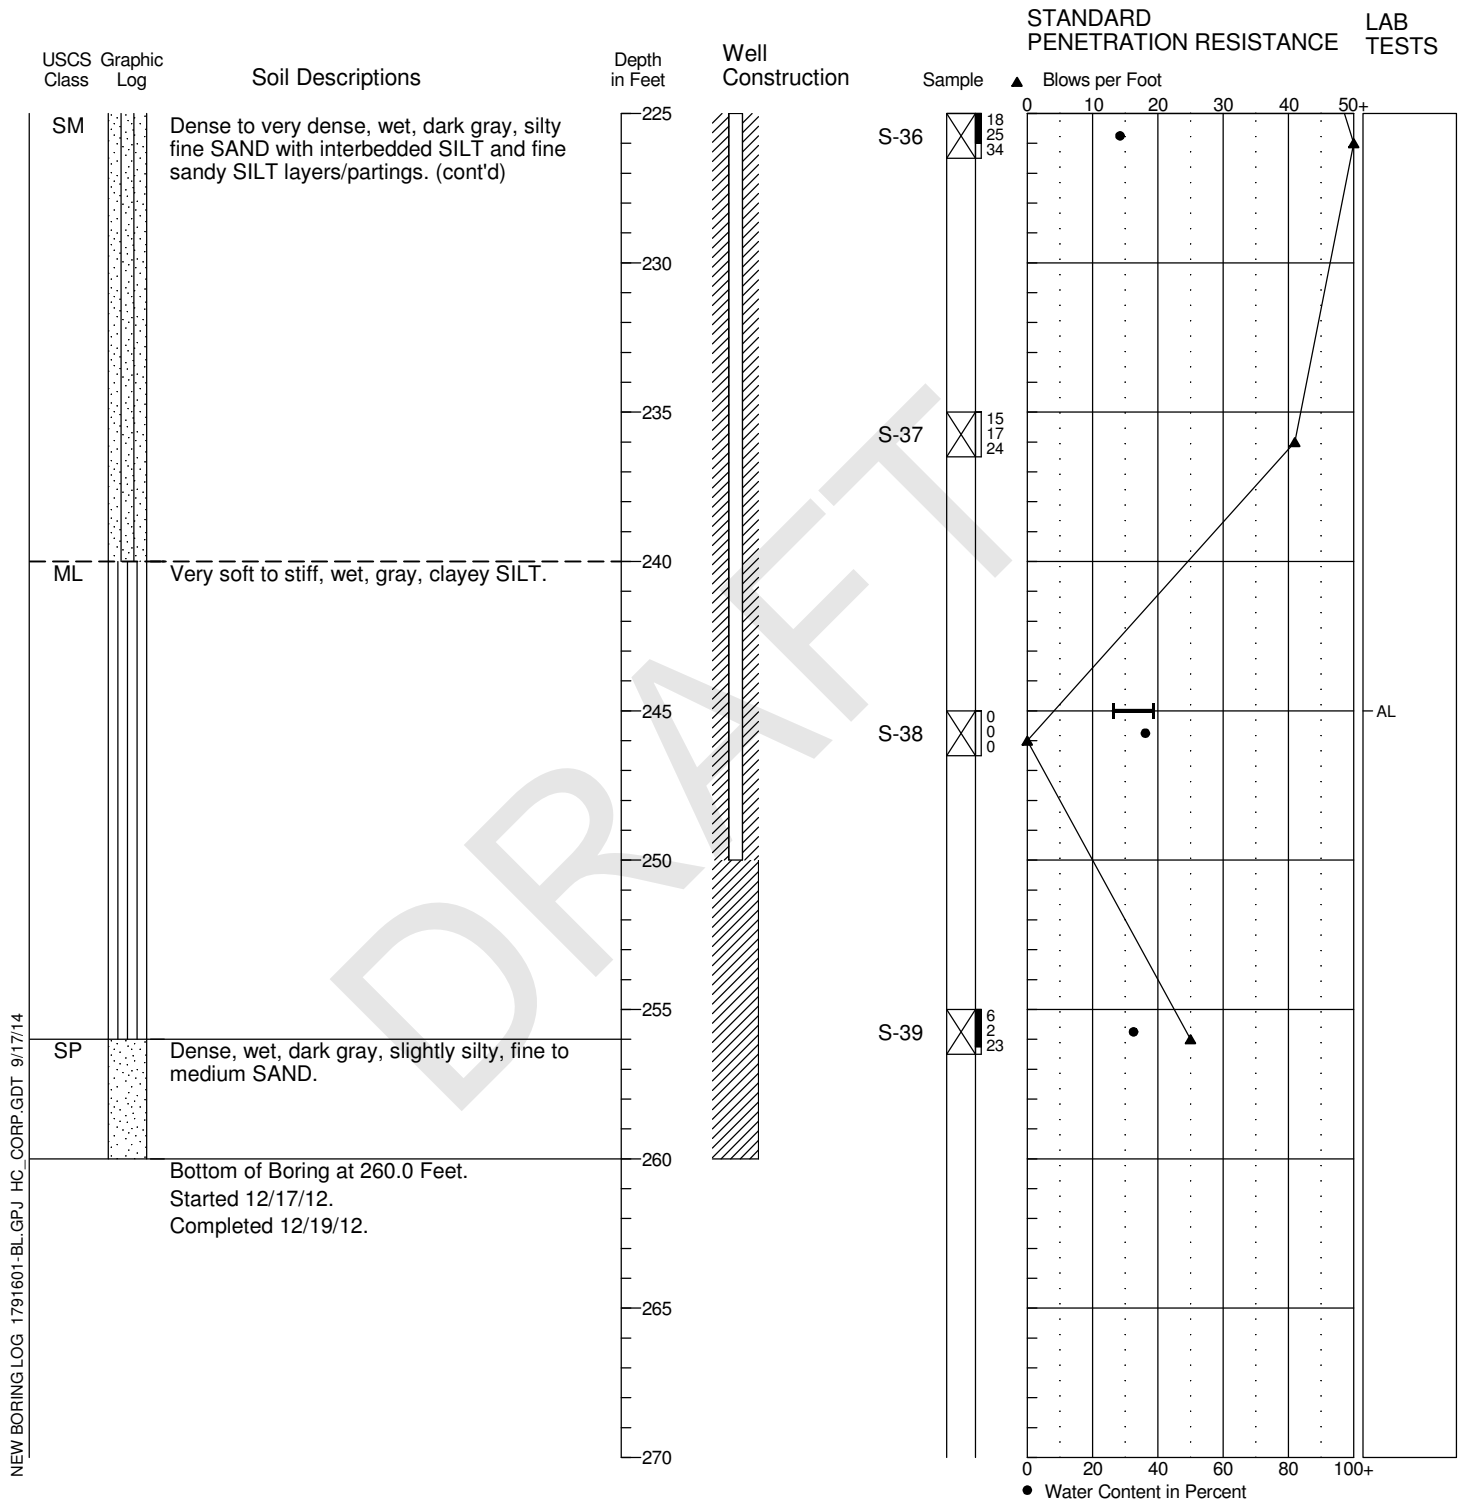 STANDARD
PENETRATION RESISTANCE
LAB
TESTS
USCS Graphic
Class Log
Soil Descriptions
Depth
in Feet
Well
Construction
Sample
▲ Blows per Foot
0 10 20 30 40 50+
SM
Dense to very dense, wet, dark gray, silty
fine SAND with interbedded SILT and fine
sandy SILT layers/partings. (cont'd)
225
S-36
18
25
34
230
235
S-37
15
17
24
240
ML
Very soft to stiff, wet, gray, clayey SILT.
245
S-38
0
0
0
AL
250
255
S-39
6
2
23
SP
Dense, wet, dark gray, slightly silty, fine to
medium SAND.
260
Bottom of Boring at 260.0 Feet.
Started 12/17/12.
Completed 12/19/12.
265
270
0 20 40 60 80 100+
● Water Content in Percent
DRAFT
NEW BORING LOG 1791601-BL.GPJ HC_CORP.GDT 9/17/14